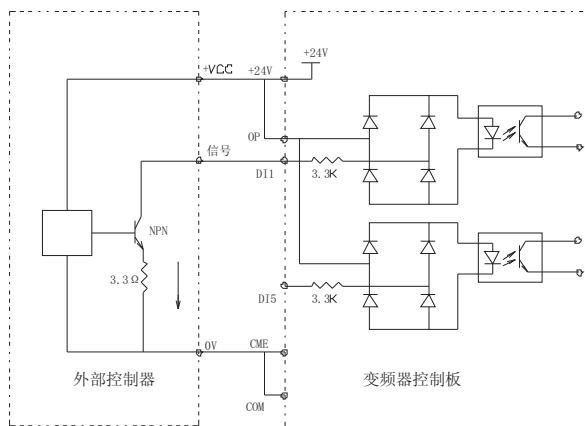 +24V
+VCC
+24V
OP
信号
DI1
3.3K
NPN
3.3Ω
DI5
3.3K
0V
CME
外部控制器
变频器控制板
COM